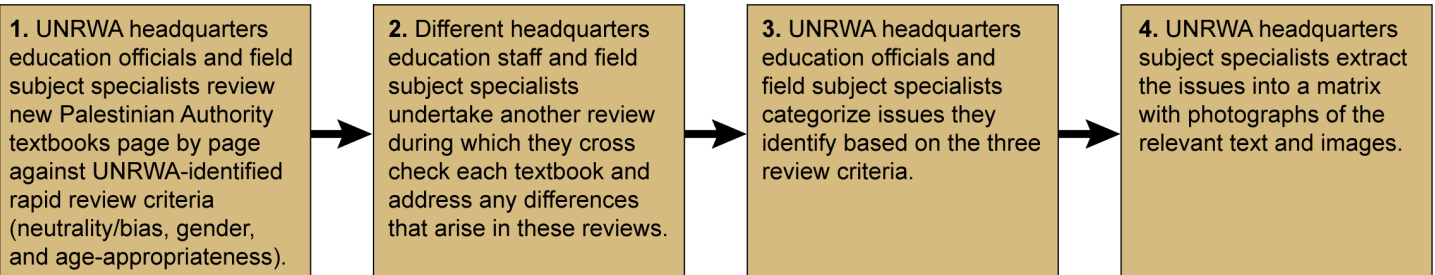 1. UNRWA headquarters
education officials and field
subject specialists review
new Palestinian Authority
textbooks page by page
against UNRWA-identified
rapid review criteria
(neutrality/bias, gender,
and age-appropriateness).
2. Different headquarters
education staff and field
subject specialists
undertake another review
during which they cross
check each textbook and
address any differences
that arise in these reviews.
3. UNRWA headquarters
education officials and
field subject specialists
categorize issues they
identify based on the three
review criteria.
4. UNRWA headquarters
subject specialists extract
the issues into a matrix
with photographs of the
relevant text and images.